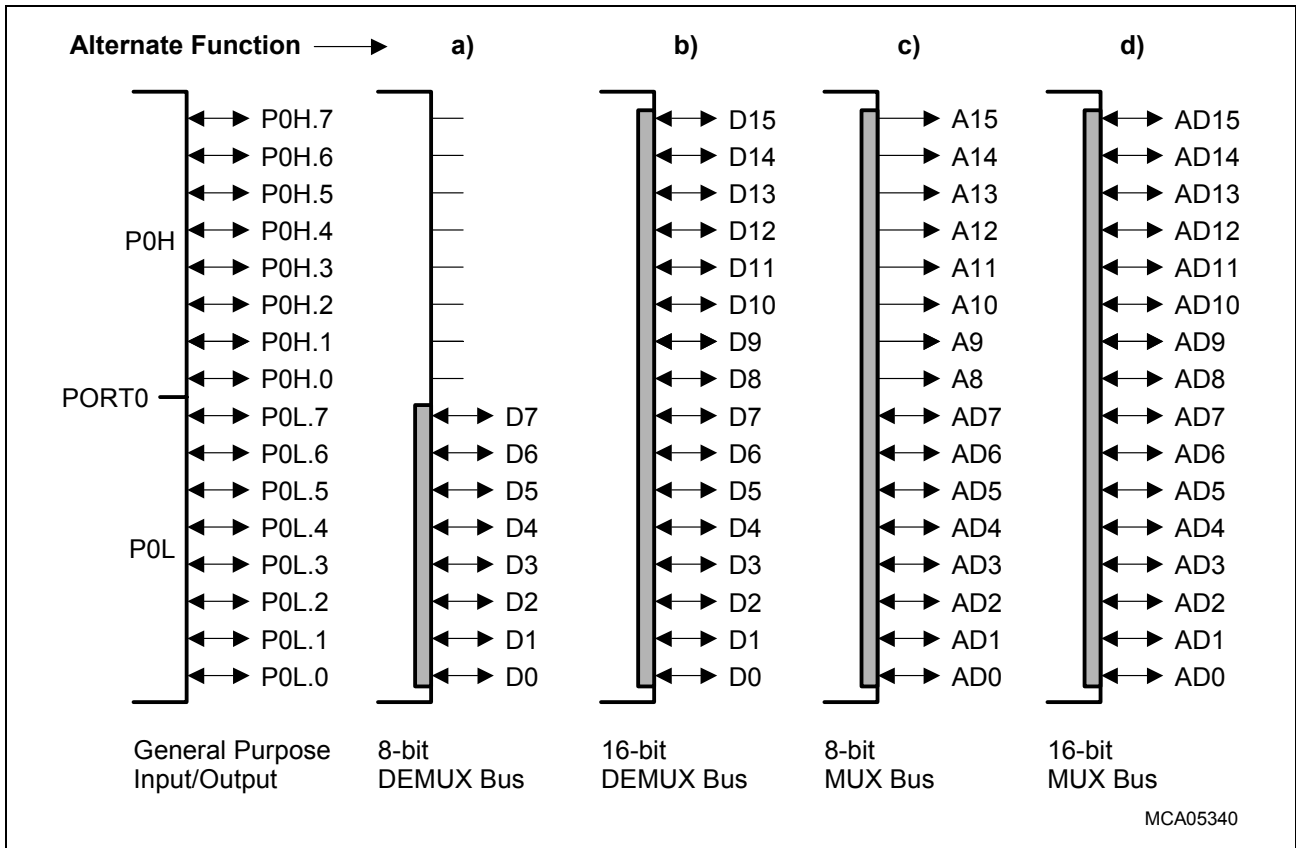 Alternate Function a) b) c) d)
P0H.7 D15 A15 AD15
P0H.6 D14 A14 AD14
P0H.5 D13 A13 AD13
P0H P0H.4 D12 A12 AD12
P0H.3 D11 A11 AD11
P0H.2 D10 A10 AD10
P0H.1 D9 A9 AD9
P0H.0 D8 A8 AD8
PORT0
P0L.7 D7 D7 AD7 AD7
P0L.6 D6 D6 AD6 AD6
P0L.5 D5 D5 AD5 AD5
P0L P0L.4 D4 D4 AD4 AD4
P0L.3 D3 D3 AD3 AD3
P0L.2 D2 D2 AD2 AD2
P0L.1 D1 D1 AD1 AD1
P0L.0 D0 D0 AD0 AD0
General Purpose 8-bit 16-bit 8-bit 16-bit
Input/Output DEMUX Bus DEMUX Bus MUX Bus MUX Bus
MCA05340